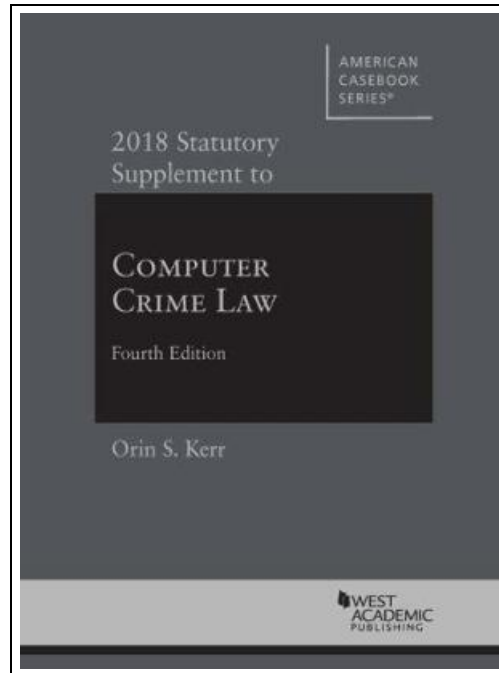 AMERICAN
CASEBOOK
SERIES®
2018 Statutory
Supplement to
COMPUTER
CRIME LAW
Fourth Edition
Orin S. Kerr
WEST
ACADEMIC
PUBLISHING